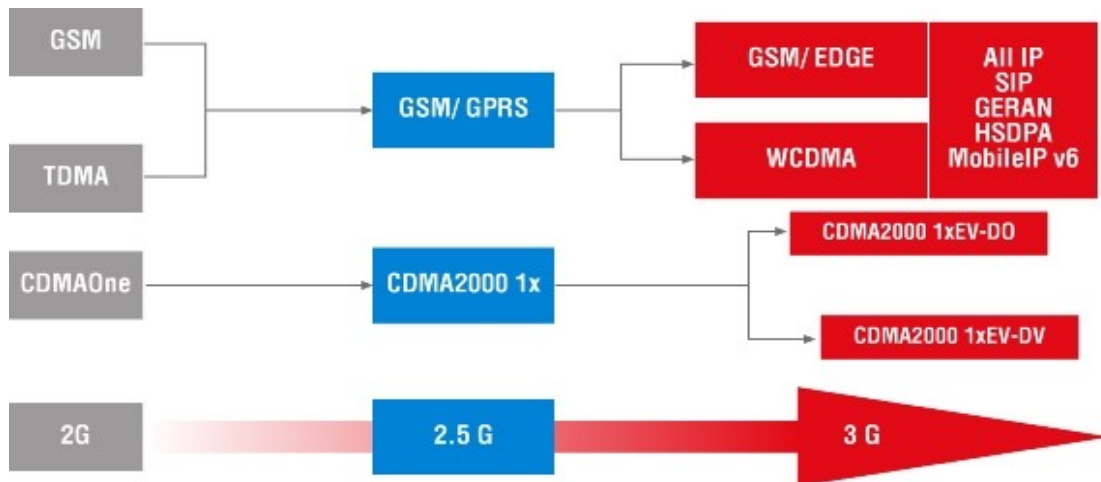 GSM
TDMA
CDMAOne
GSM/ GPRS
CDMA2000 1x
GSM/ EDGE
WCDMA
All IP
SIP
GERAN
HSDPA
MobileIP v6
CDMA2000 1xEV-DO
CDMA2000 1xEV-DV
2G
2.5 G
3 G